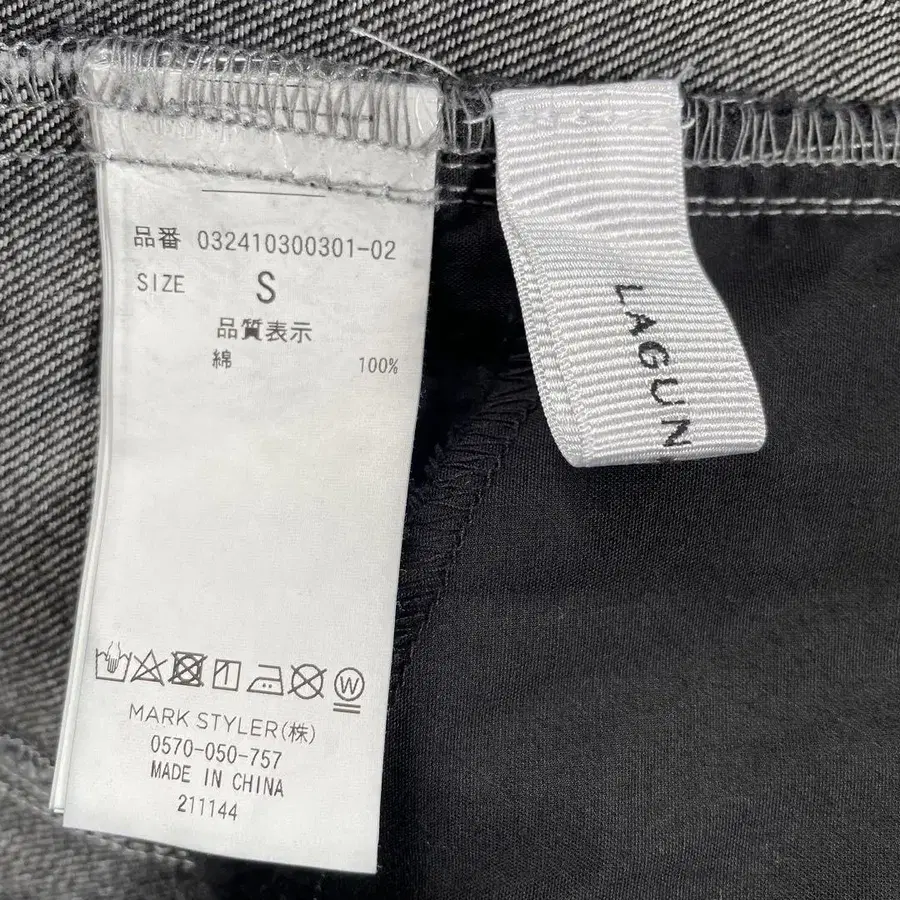 品番 032410300301-02
SIZE S
品質表示
綿 100%
MARK STYLER(株)
0570-050-757
MADE IN CHINA
211144
LAGUN